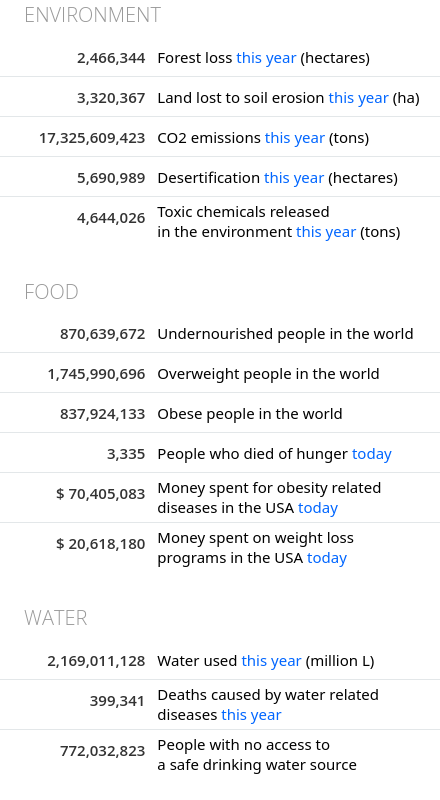 ENVIRONMENT
2,466,344 Forest loss this year (hectares)
3,320,367 Land lost to soil erosion this year (ha)
17,325,609,423 CO2 emissions this year (tons)
5,690,989 Desertification this year (hectares)
4,644,026 Toxic chemicals released
in the environment this year (tons)
FOOD
870,639,672 Undernourished people in the world
1,745,990,696 Overweight people in the world
837,924,133 Obese people in the world
3,335 People who died of hunger today
$ 70,405,083 Money spent for obesity related
diseases in the USA today
$ 20,618,180 Money spent on weight loss
programs in the USA today
WATER
2,169,011,128 Water used this year (million L)
399,341 Deaths caused by water related
diseases this year
772,032,823 People with no access to
a safe drinking water source